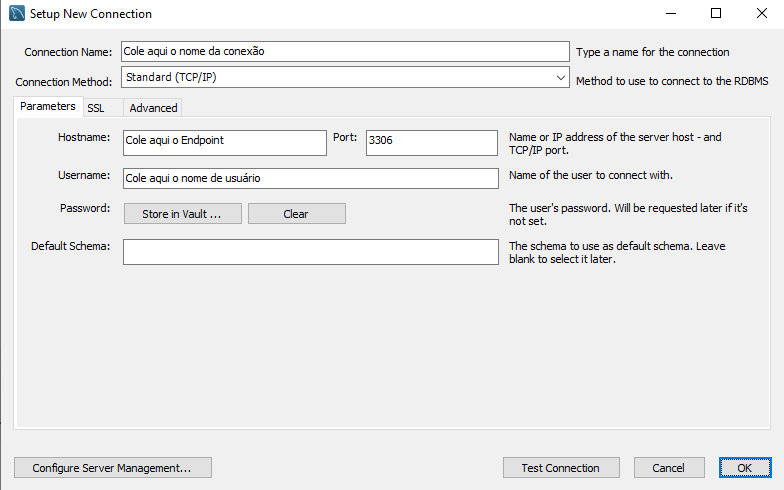 Setup New Connection
Connection Name: Cole aqui o nome da conexão Type a name for the connection
Connection Method: Standard (TCP/IP) Method to use to connect to the RDBMS
Parameters SSL Advanced
Hostname: Cole aqui o Endpoint Port: 3306 Name or IP address of the server host - and
TCP/IP port.
Username: Cole aqui o nome de usuário Name of the user to connect with.
Password: Store in Vault ... Clear The user's password. Will be requested later if it's
not set.
Default Schema: The schema to use as default schema. Leave
blank to select it later.
Configure Server Management... Test Connection Cancel OK